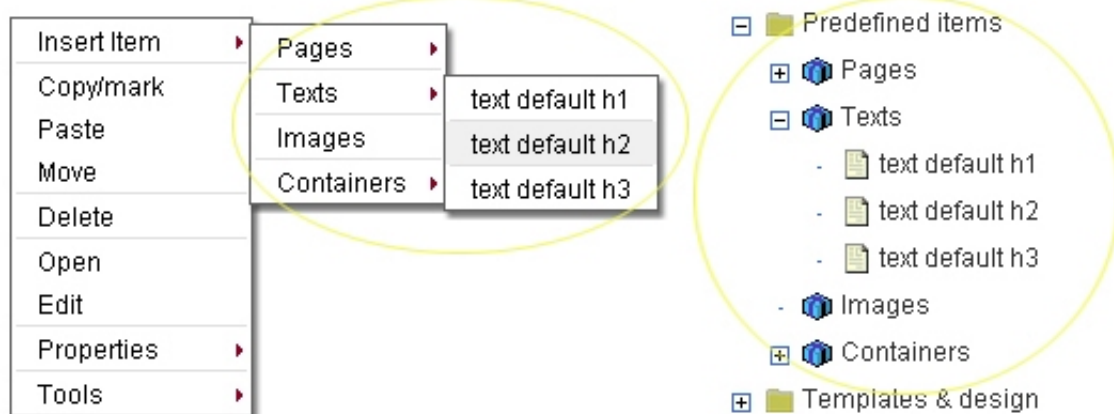 Insert Item
Copy/mark
Paste
Move
Delete
Open
Edit
Properties
Tools
Pages
Texts
Images
Containers
text default h1
text default h2
text default h3
Predefined items
Pages
Texts
text default h1
text default h2
text default h3
Images
Containers
Templates & design